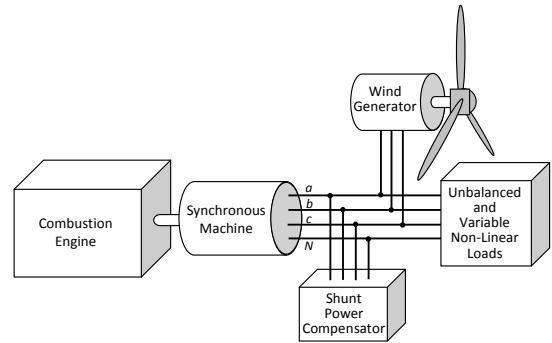 Wind
Generator
Combustion
Engine
Synchronous
Machine
a
b
c
N
Unbalanced
and
Variable
Non-Linear
Loads
Shunt
Power
Compensator